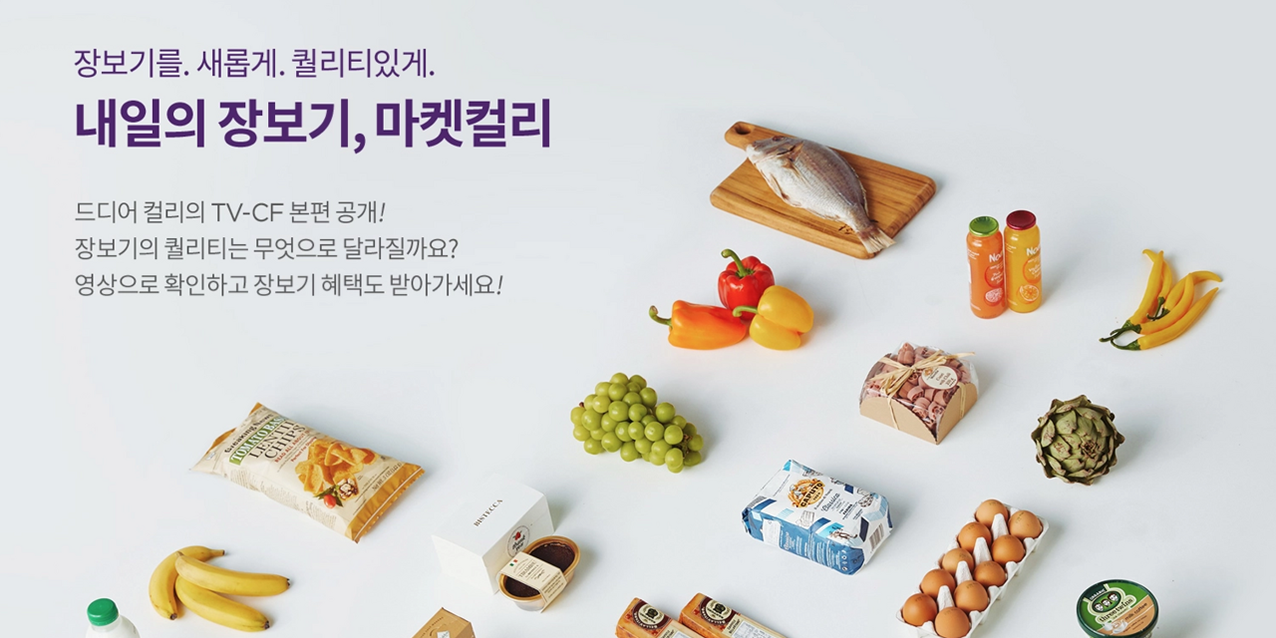 장보기를. 새롭게. 퀄리티있게.
내일의 장보기, 마켓컬리
드디어 컬리의 TV-CF 본편 공개!
장보기의 퀄리티는 무엇으로 달라질까요?
영상으로 확인하고 장보기 혜택도 받아가세요!
CHIPS
BISTECCA
CAPUTO